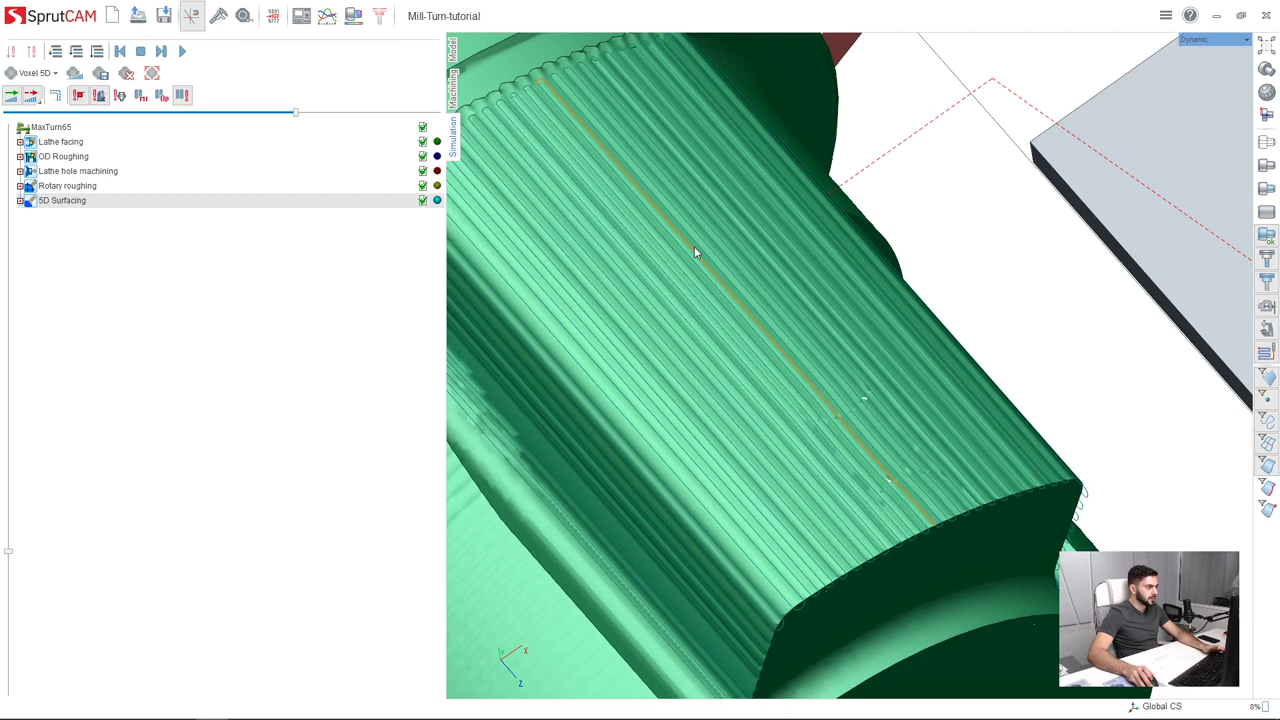 SprutCAM
Mill-Turn-tutorial
Voxel 5D
Dynamic
Model
Machining
Simulation
MaxTurn65
Lathe facing
OD Roughing
Lathe hole machining
Rotary roughing
5D Surfacing
Y
X
Z
Global CS
8%